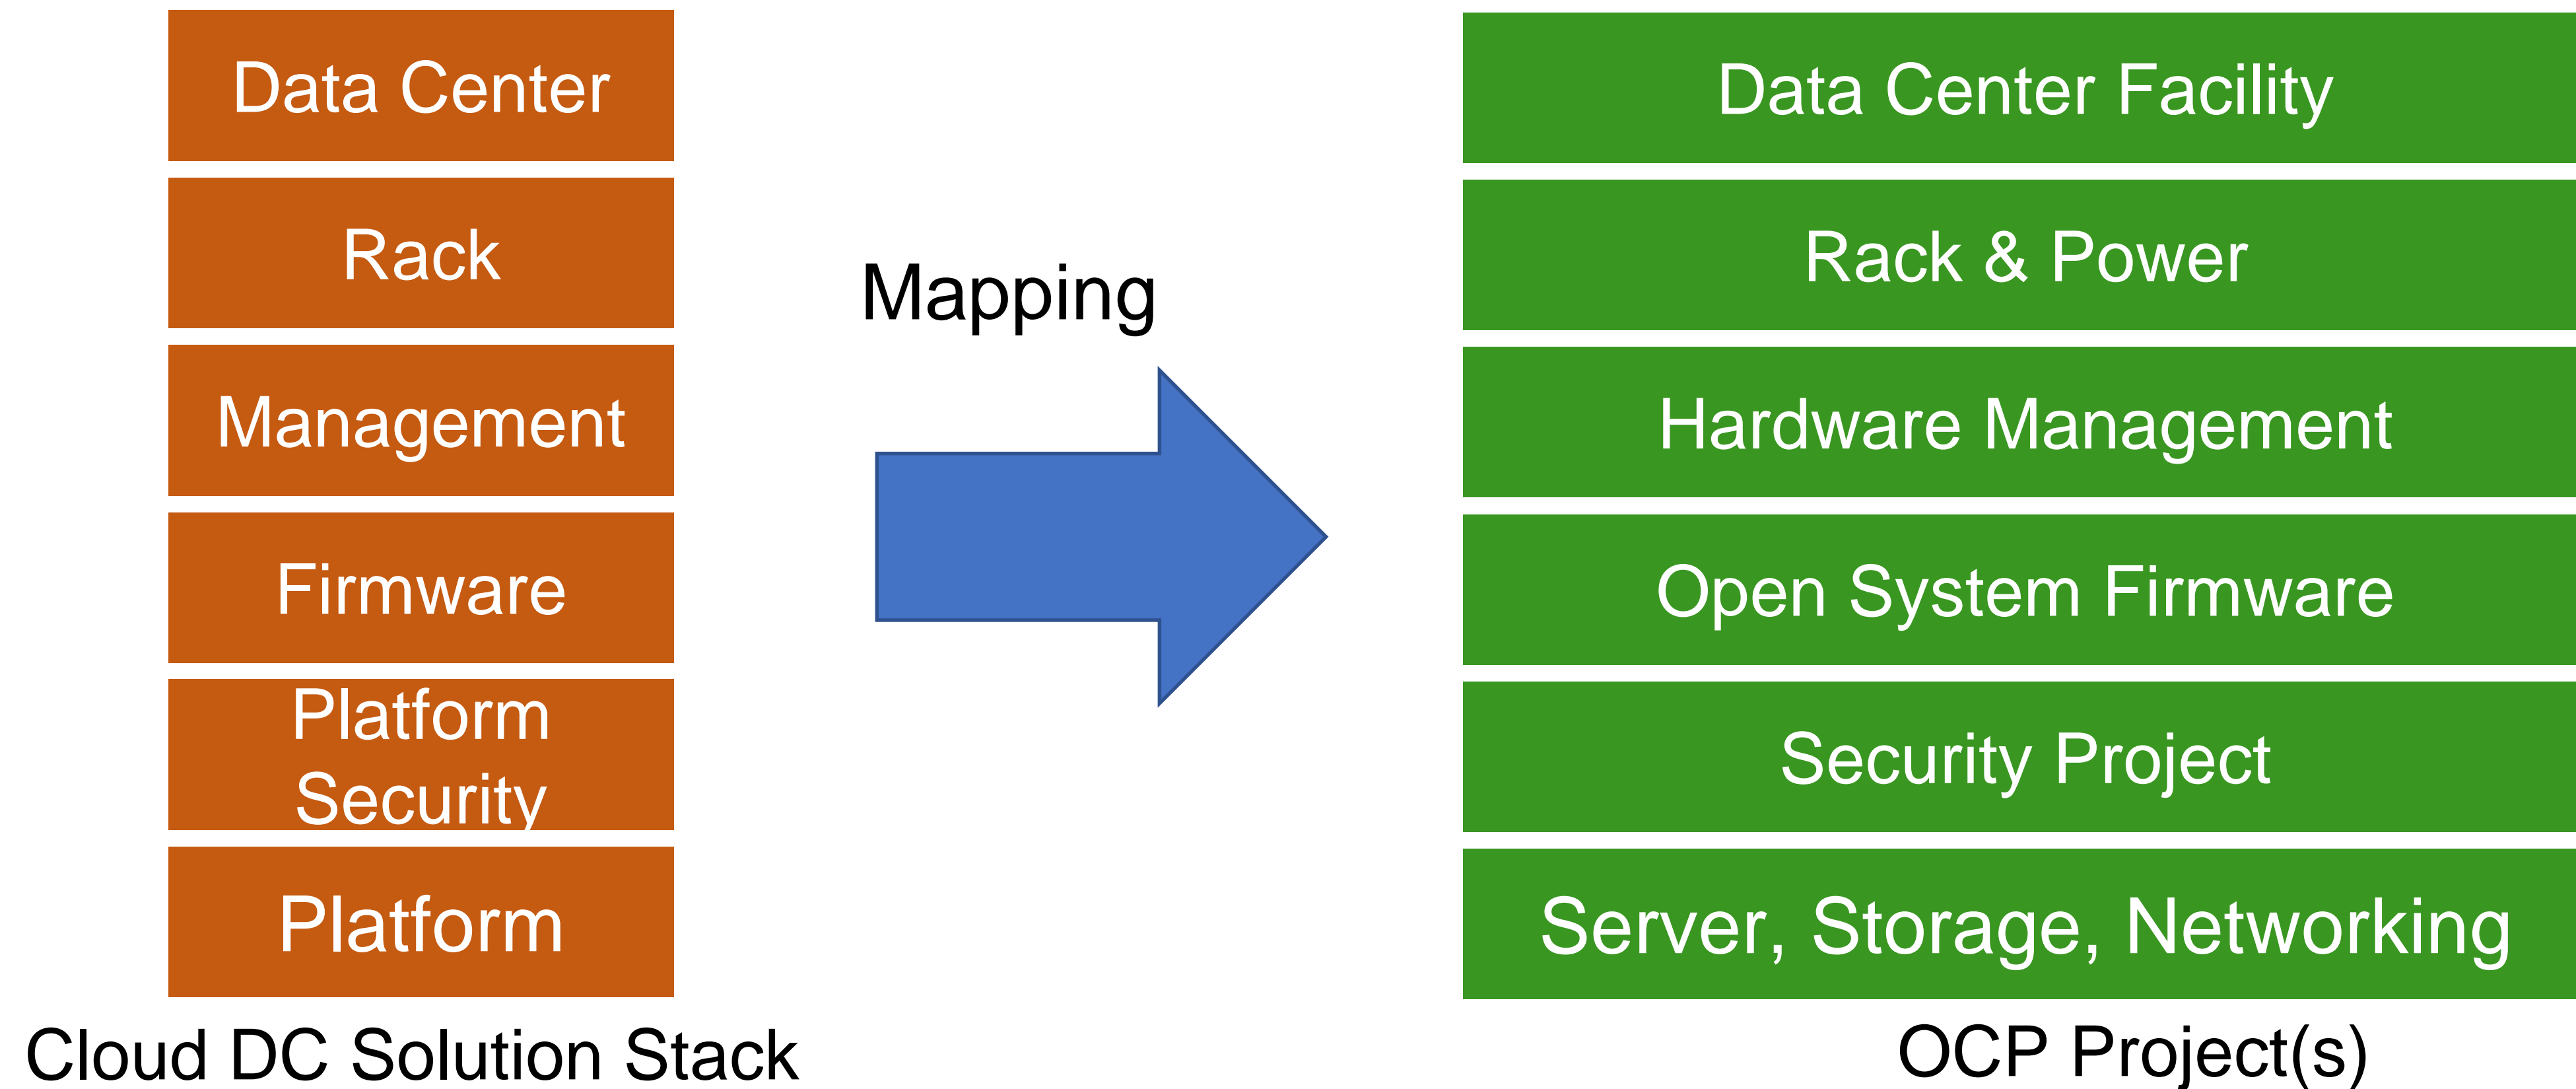 Data Center
Rack
Management
Firmware
Platform
Security
Platform
Cloud DC Solution Stack
Mapping
Data Center Facility
Rack & Power
Hardware Management
Open System Firmware
Security Project
Server, Storage, Networking
OCP Project(s)